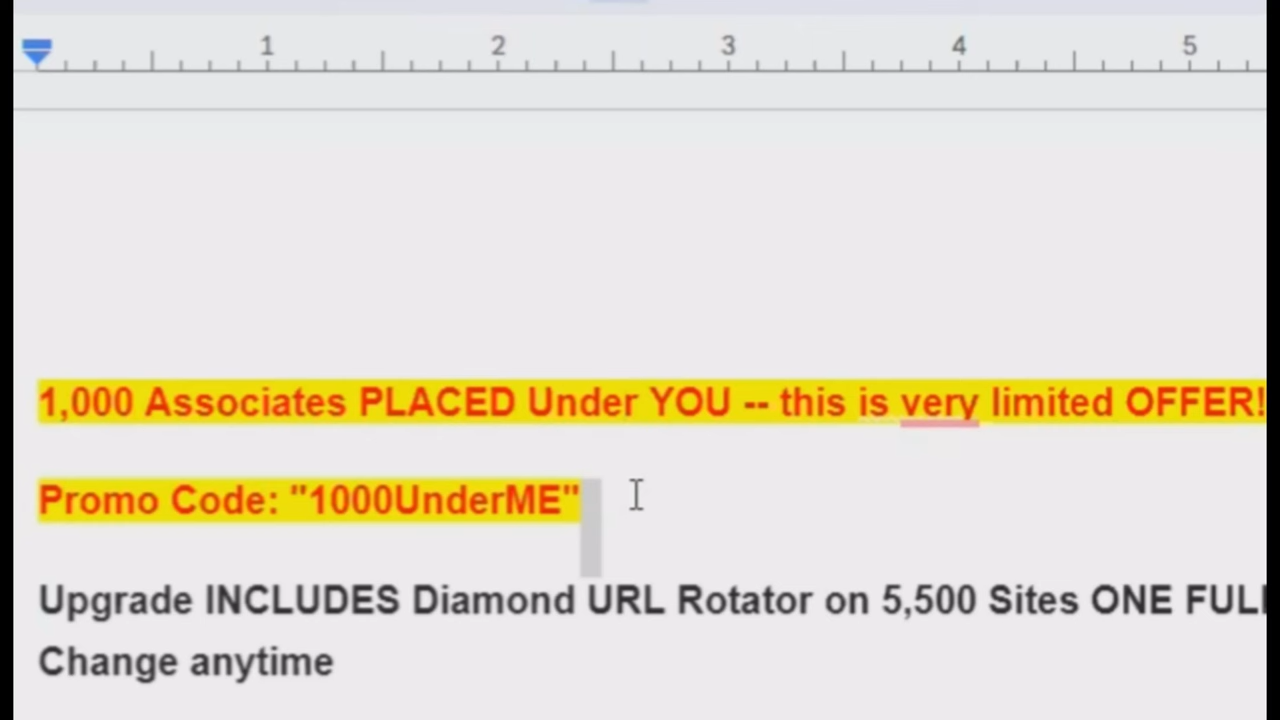 1 2 3 4 5
1,000 Associates PLACED Under YOU -- this is very limited OFFER!
Promo Code: "1000UnderME"
Upgrade INCLUDES Diamond URL Rotator on 5,500 Sites ONE FULL
Change anytime